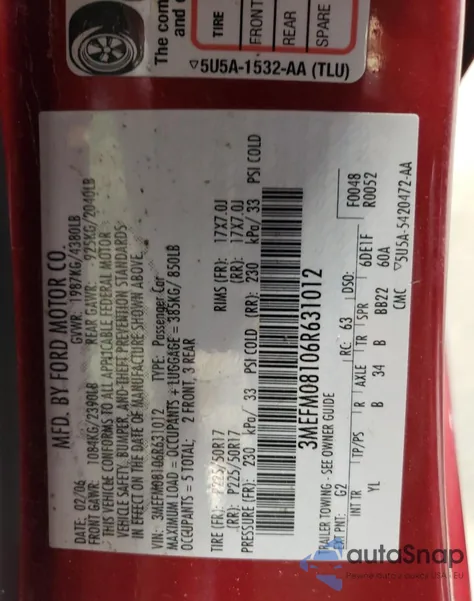 The com
and c
TIRE
FRONT
REAR
SPARE
▽5U5A-1532-AA (TLU)
MFD. BY FORD MOTOR CO.
DATE: 02/06 GVWR: 1987KG/4380LB
FRONT GAWR: 1084KG/2390LB REAR GAWR: 925KG/2040LB
THIS VEHICLE CONFORMS TO ALL APPLICABLE FEDERAL MOTOR
VEHICLE SAFETY, BUMPER, AND THEFT PREVENTION STANDARDS
IN EFFECT ON THE DATE OF MANUFACTURE SHOWN ABOVE.
VIN: 3MEFM08106R631012 TYPE: Passenger Car
MAXIMUM LOAD = OCCUPANTS + LUGGAGE = 385KG/ 850LB
OCCUPANTS = 5 TOTAL; 2 FRONT 3 REAR
TIRE (FR): P225/50R17 RIMS (FR): 17X7.0J
(RR): P225/50R17 (RR): 17X7.0J
PRESSURE (FR): 230 kPa/ 33 PSI COLD (RR): 230 kPa/ 33 PSI COLD
3MEFM08106R631012
TRAILER TOWING - SEE OWNER GUIDE
F0048
R0052
EXT PNT: G2 RC: 63 DSO:
INT TR TP/PS R AXLE TR SPR 6DE1F
YL B 34 B BB22 60A
CMC ▽5U5A-5420472-AA
autoSnap